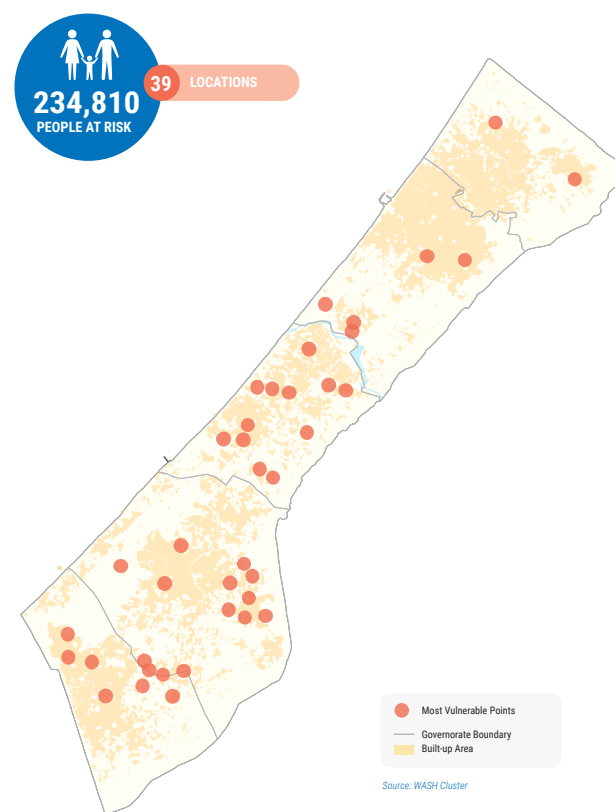 234,810
PEOPLE AT RISK
39
LOCATIONS
Most Vulnerable Points
Governorate Boundary
Built-up Area
Source: WASH Cluster